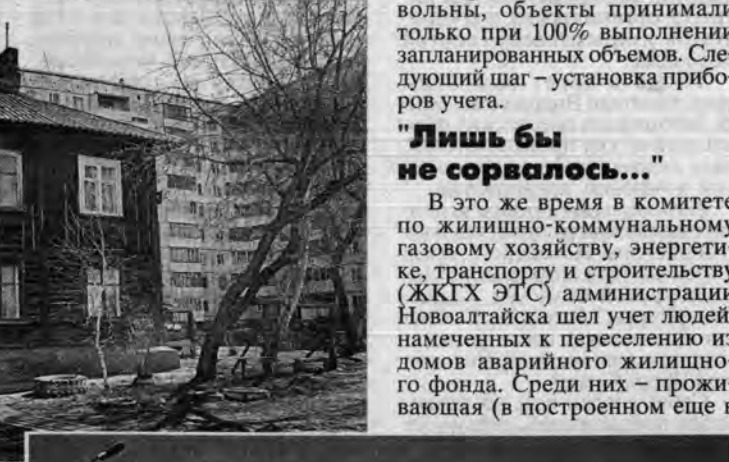 вольны, объекты принимали
только при 100% выполнении
запланированных объемов. Сле-
дующий шаг – установка прибо-
ров учета.
"Лишь бы
не сорвалось..."
В это же время в комитете
по жилищно-коммунальному
газовому хозяйству, энергети-
ке, транспорту и строительству
(ЖКГХ ЭТС) администрации
Новоалтайска шел учет людей
намеченных к переселению из
домов аварийного жилищно-
го фонда. Среди них – прожи-
вающая (в построенном еще в